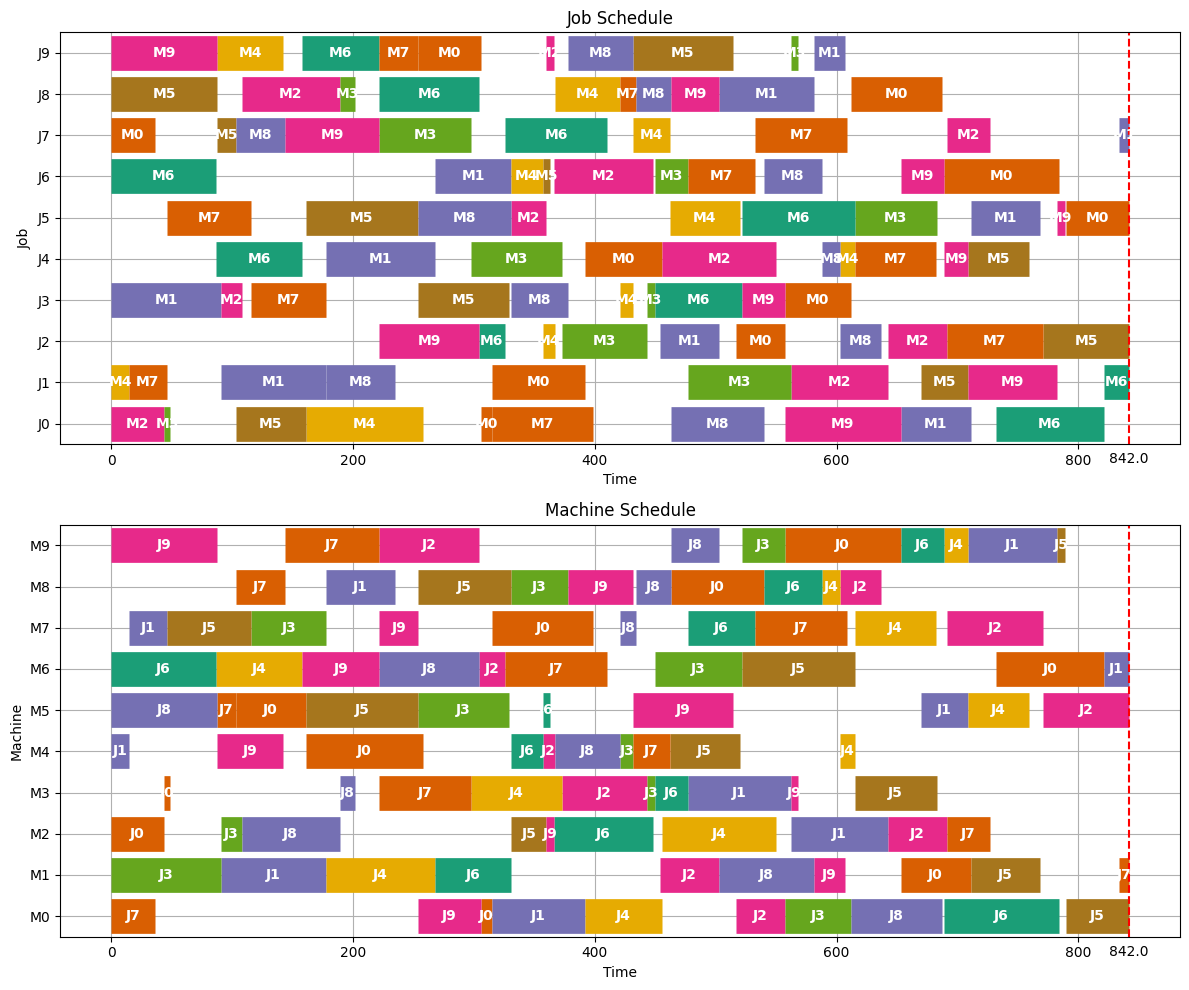 Job Schedule
J9 M9 M4 M6 M7 M0 M2 M8 M5 M3 M1
J8 M5 M2 M3 M6 M4 M7 M8 M9 M1 M0
J7 M0 M5 M8 M9 M3 M6 M4 M7 M2
J6 M6 M1 M4 M5 M2 M3 M7 M8 M9 M0
J5 M7 M5 M8 M2 M4 M6 M3 M1 M9 M0
J4 M6 M1 M3 M0 M2 M8 M4 M7 M9 M5
J3 M1 M2 M7 M5 M8 M4 M3 M6 M9 M0
J2 M9 M6 M4 M3 M1 M0 M8 M2 M7 M5
J1 M4 M7 M1 M8 M0 M3 M2 M5 M9 M6
J0 M2 M3 M5 M4 M0 M7 M8 M9 M1 M6
Job
0 200 400 600 800 842.0
Time
Machine Schedule
M9 J9 J7 J2 J8 J3 J0 J6 J4 J1 J5
M8 J7 J1 J5 J3 J9 J8 J0 J6 J4 J2
M7 J1 J5 J3 J9 J0 J8 J6 J7 J4 J2
M6 J6 J4 J9 J8 J2 J7 J3 J5 J0 J1
M5 J8 J7 J0 J5 J3 J9 J1 J4 J2
M4 J1 J9 J0 J6 J2 J8 J3 J7 J5 J4
M3 J8 J7 J4 J2 J3 J6 J1 J9 J5
M2 J0 J3 J8 J5 J9 J6 J4 J1 J2 J7
M1 J3 J1 J4 J6 J2 J8 J9 J0 J5 J7
M0 J7 J9 J0 J1 J4 J2 J3 J8 J6 J5
Machine
0 200 400 600 800 842.0
Time